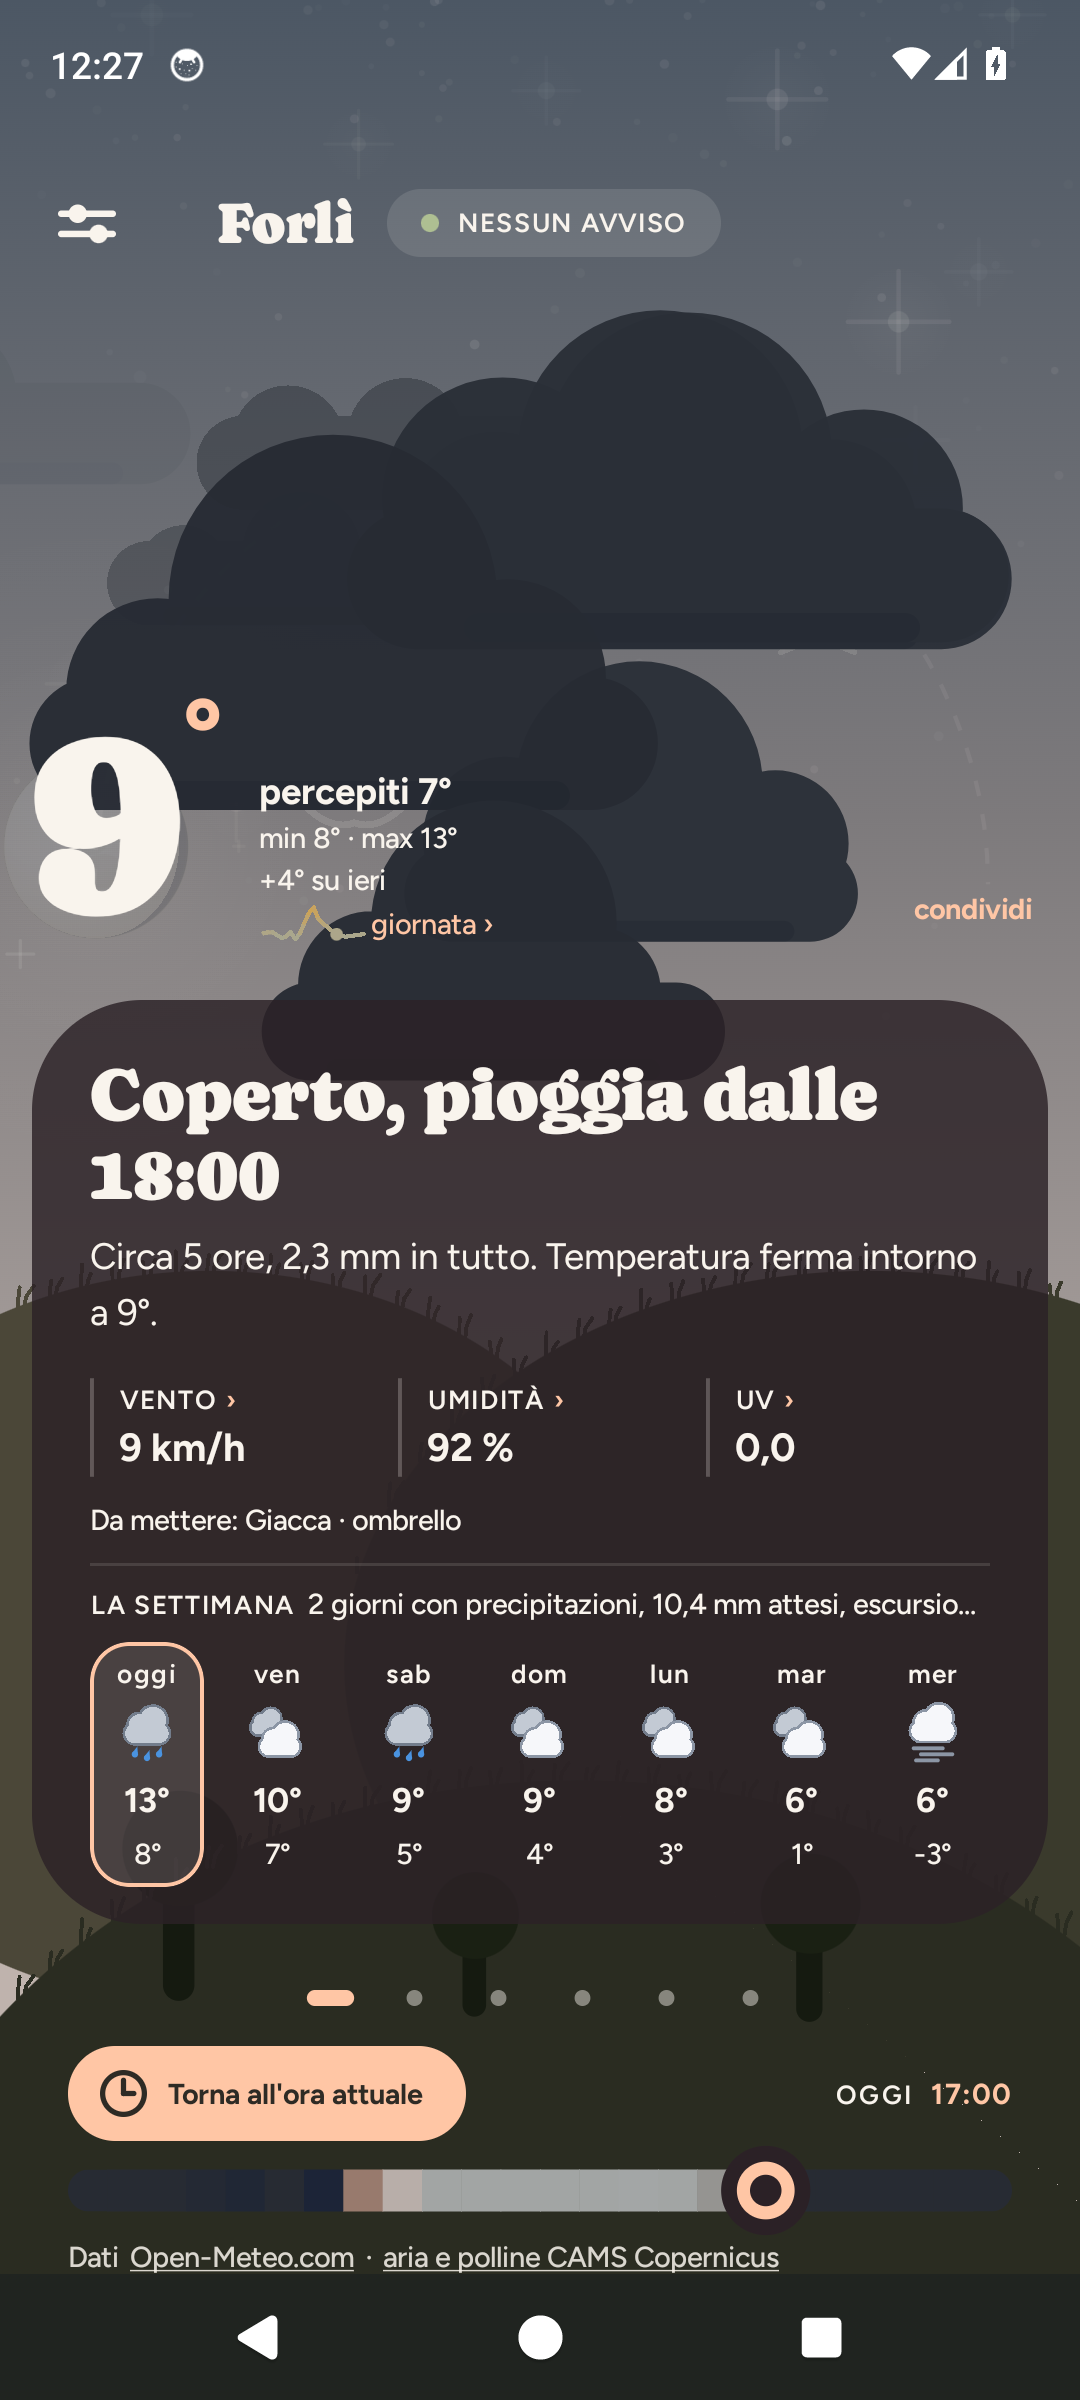 12:27
Forlì
NESSUN AVVISO
9
percepiti 7°
min 8° · max 13°
+4° su ieri
giornata ›
condividi
Coperto, pioggia dalle
18:00
Circa 5 ore, 2,3 mm in tutto. Temperatura ferma intorno
a 9°.
VENTO › UMIDITÀ › UV ›
9 km/h 92 % 0,0
Da mettere: Giacca · ombrello
LA SETTIMANA 2 giorni con precipitazioni, 10,4 mm attesi, escursio...
oggi ven sab dom lun mar mer
13° 10° 9° 9° 8° 6° 6°
8° 7° 5° 4° 3° 1° -3°
Torna all'ora attuale
OGGI 17:00
Dati Open-Meteo.com · aria e polline CAMS Copernicus